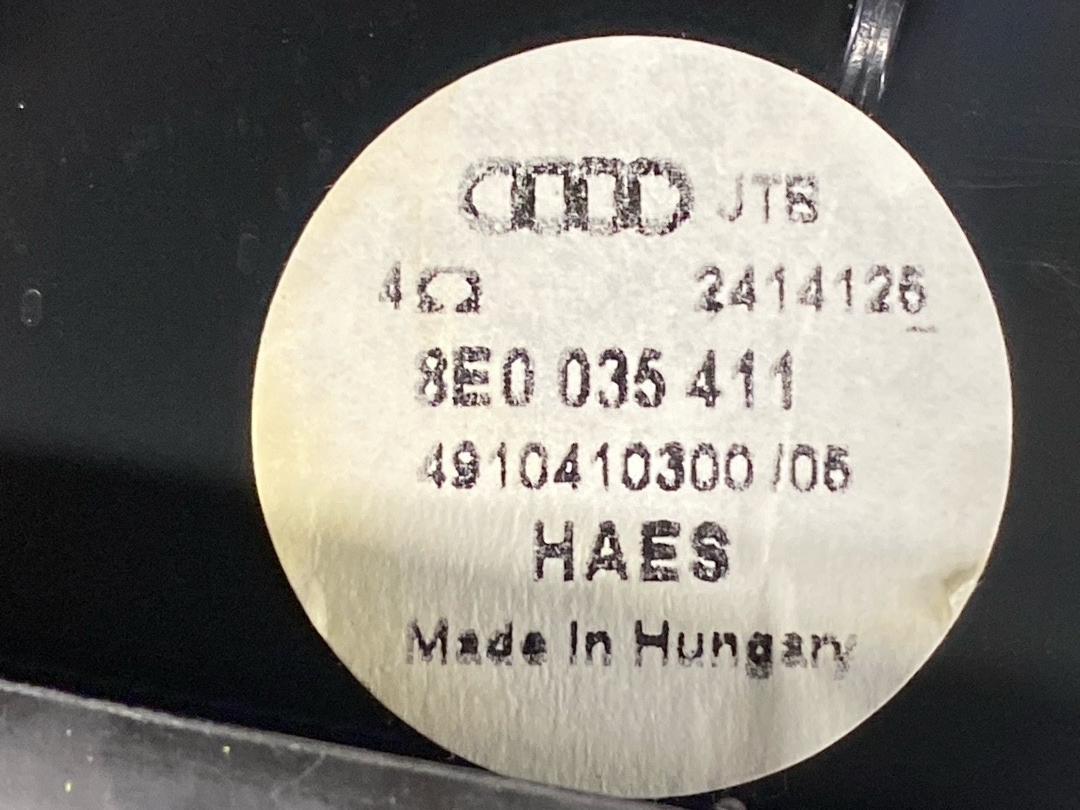 JTB
4Ω 2414126
8E0 035 411
4910410300 /05
HAES
Made In Hungary